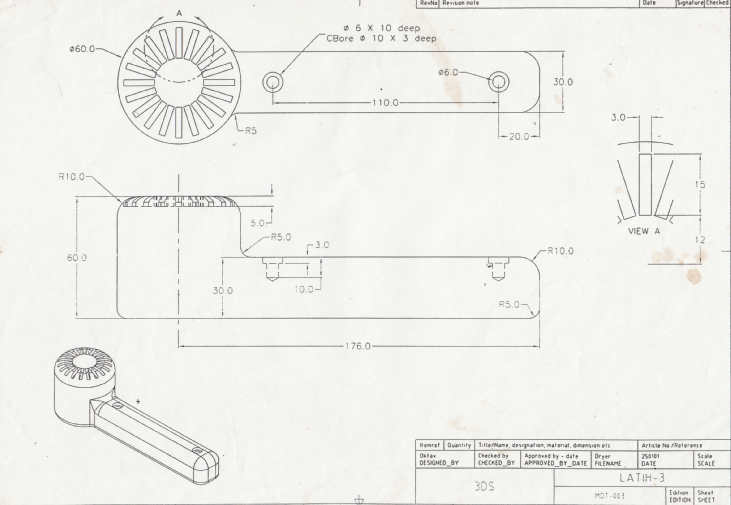 RevNo Revision note Date Signature Checked
A
ø 6 X 10 deep
CBore ø 10 X 3 deep
ø60.0
ø6.0
30.0
110.0
R5
20.0
3.0
15
VIEW A
12
R10.0
5.0
R5.0
3.0
R10.0
60.0
30.0
10.0
R5.0
176.0
Itemref Quantity Title/Name, designation, material, dimension etc Article No./Reference
Oktav Checked by Approved by - date Dryer 250101 Scale
DESIGNED_BY CHECKED_BY APPROVED_BY_DATE FILENAME DATE SCALE
3DS LATIH-3
MOT-003 Edition Sheet
EDITION SHEET